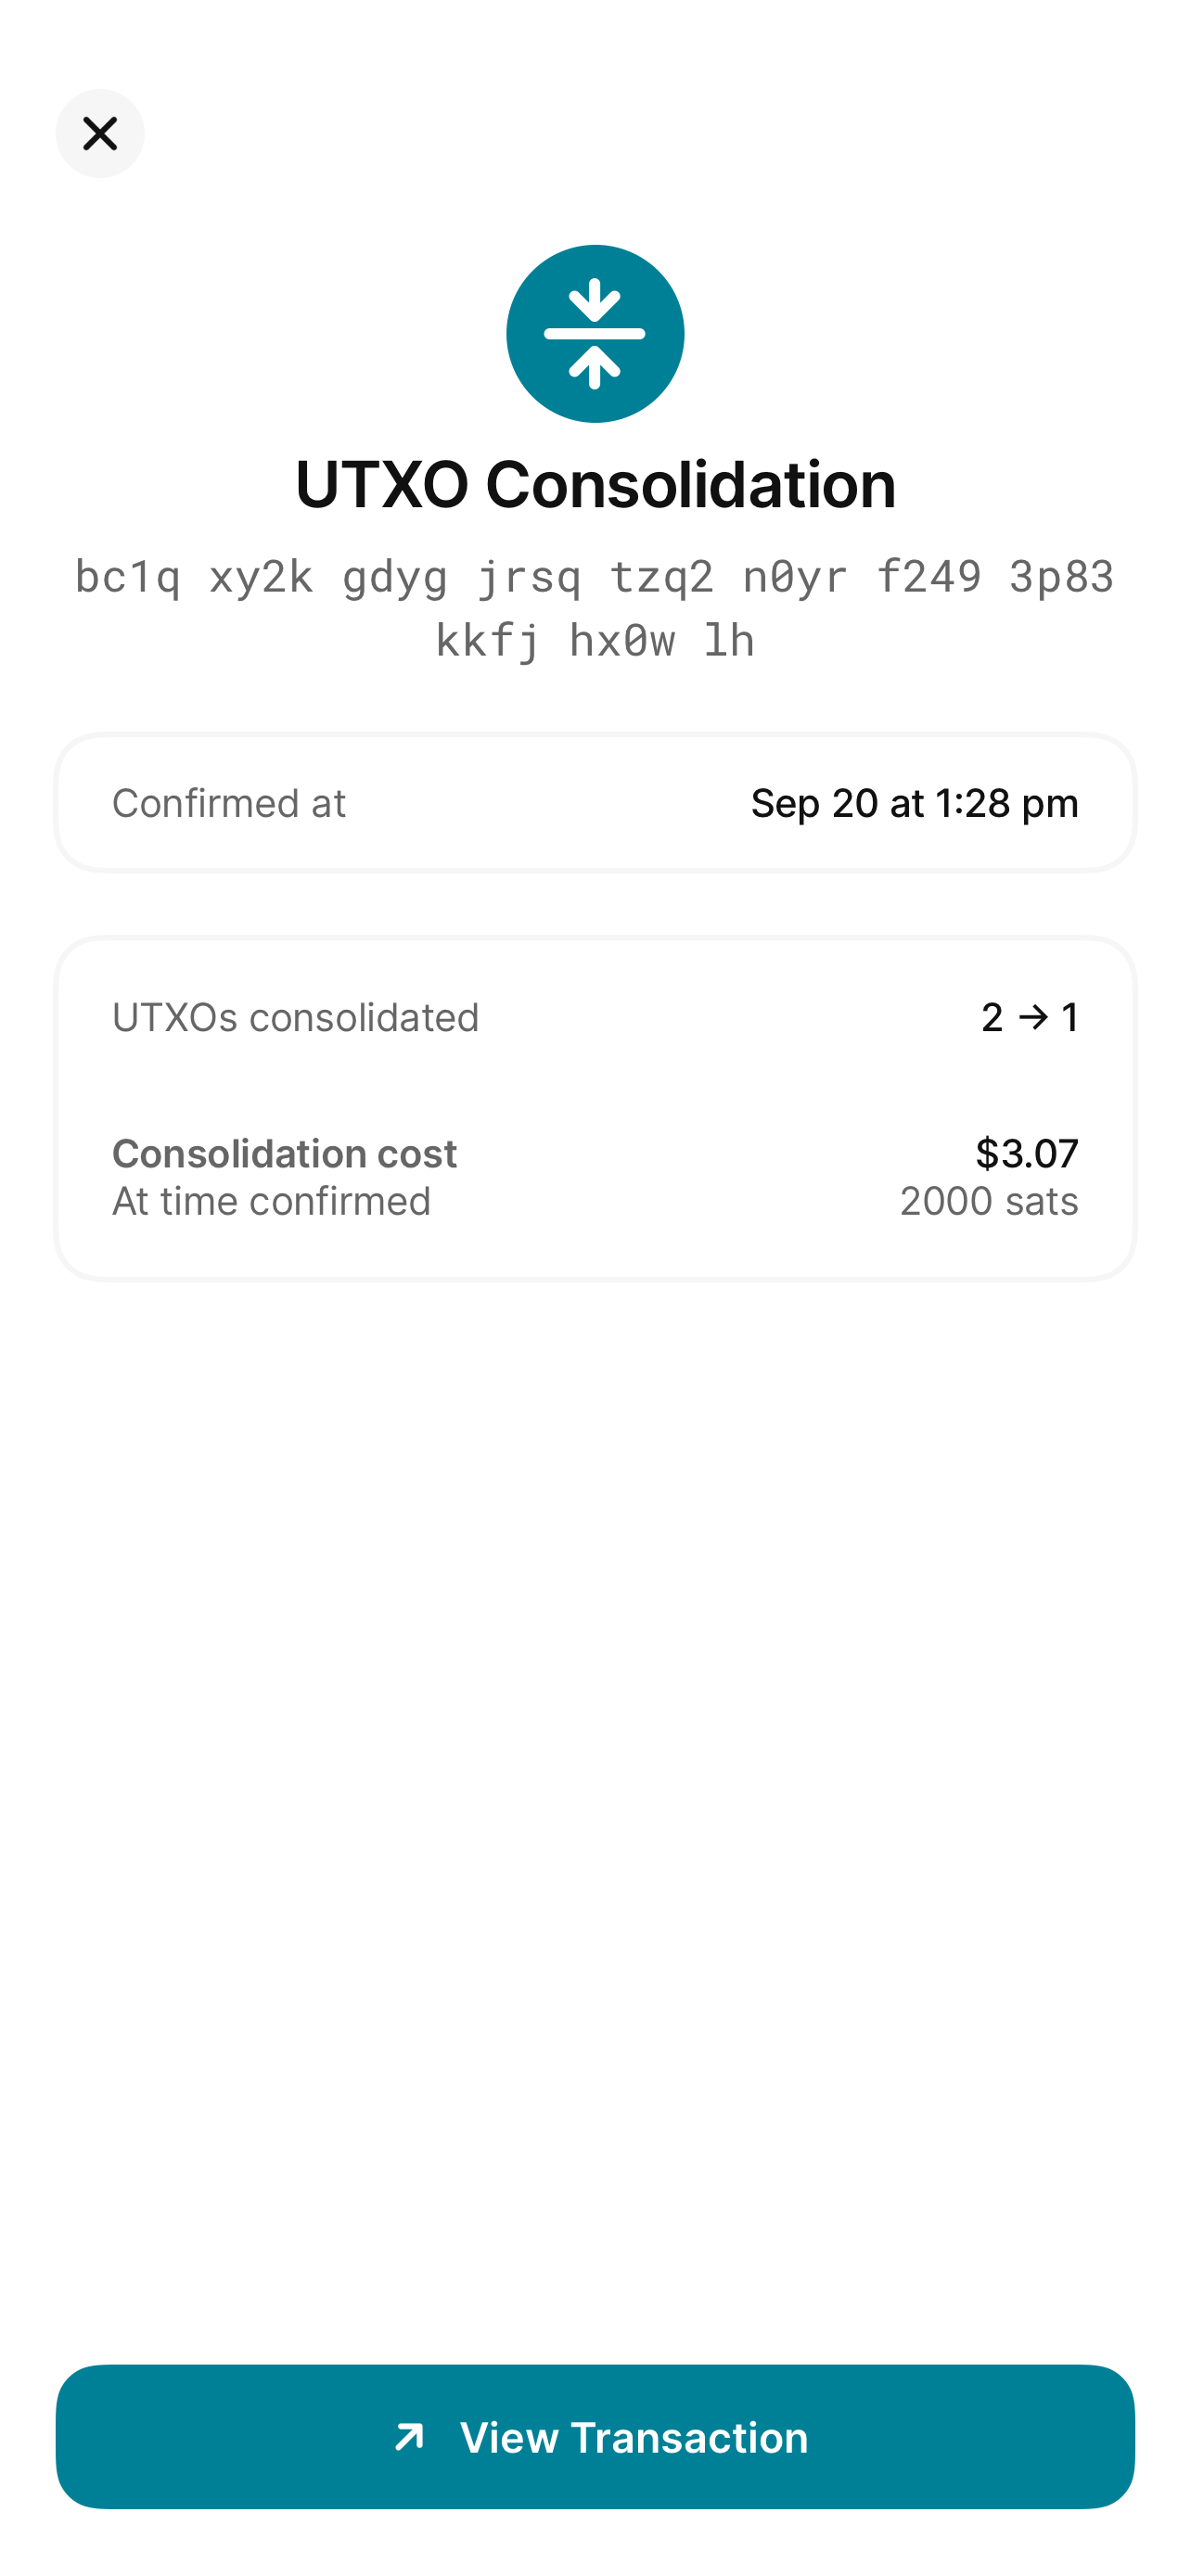 UTXO Consolidation
bc1q xy2k gdyg jrsq tzq2 n0yr f249 3p83
kkfj hx0w lh
Confirmed at Sep 20 at 1:28 pm
UTXOs consolidated 2 → 1
Consolidation cost $3.07
At time confirmed 2000 sats
View Transaction